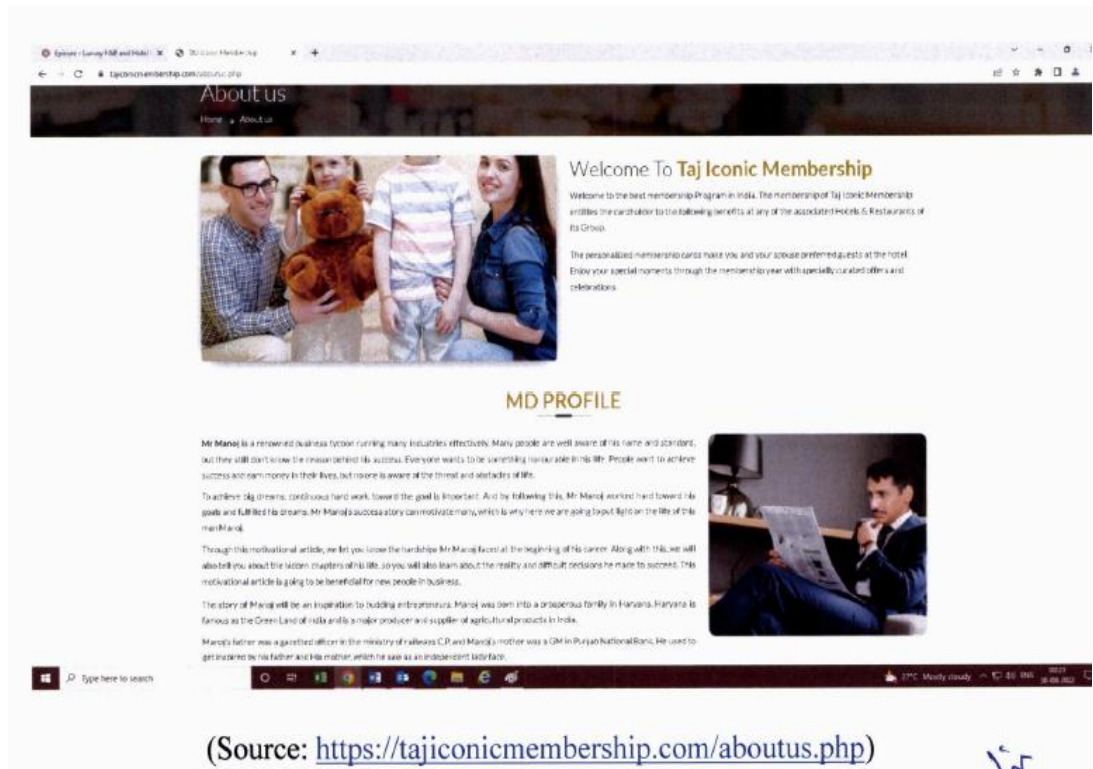 Epicure - Luxury F&B and Hotel
Taj Iconic Membership
tajiconicmembership.com/aboutus.php
About us
Home About us
Welcome To Taj Iconic Membership
Welcome to the best membership Program in India. The membership of Taj Iconic Membership
entitles the cardholder to the following benefits at any of the associated Hotels & Restaurants of
Its Group.
The personalized membership cards make you and your spouse preferred guests at the hotel.
Enjoy your special moments through the membership year with specially curated offers and
celebrations.
MD PROFILE
Mr Manoj is a renowned business tycoon running many industries effectively. Many people are well aware of his name and standard,
but they still don't know the reason behind his success. Everyone wants to be something honourable in his life. People want to achieve
success and earn money in their lives, but no one is aware of the threat and obstacles of life.
To achieve big dreams, continuous hard work toward the goal is important. And by following this, Mr Manoj worked hard toward his
goals and fulfilled his dreams. Mr Manoj's success story can motivate many, which is why here we are going to put light on the life of this
man Manoj.
Through this motivational article, we let you know the hardships Mr Manoj faced at the beginning of his career. Along with this, we will
also tell you about the hidden chapters of his life, so you will also learn about the reality and difficult decisions he made to succeed. This
motivational article is going to be beneficial for new people in business.
The story of Manoj will be an inspiration to budding entrepreneurs. Manoj was born into a prosperous family in Haryana. Haryana is
famous as the Green Land of India and is a major producer and supplier of agricultural products in India.
Manoj's father was a gazetted officer in the ministry of railways C.P. and Manoj's mother was a GM in Punjab National Bank. He used to
get inspired by his father and His mother, which he saw as an independent lady face.
Type here to search
27°C Mostly cloudy
ENG
(Source: https://tajiconicmembership.com/aboutus.php)